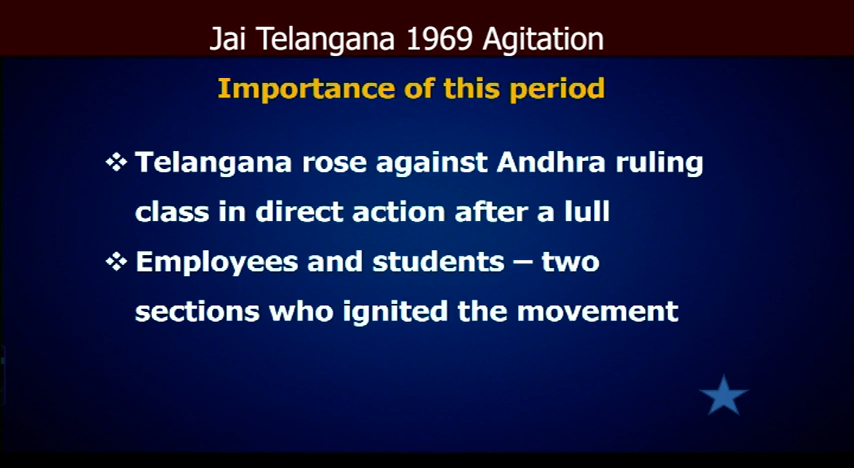 Jai Telangana 1969 Agitation
Importance of this period
❖ Telangana rose against Andhra ruling
class in direct action after a lull
❖ Employees and students – two
sections who ignited the movement